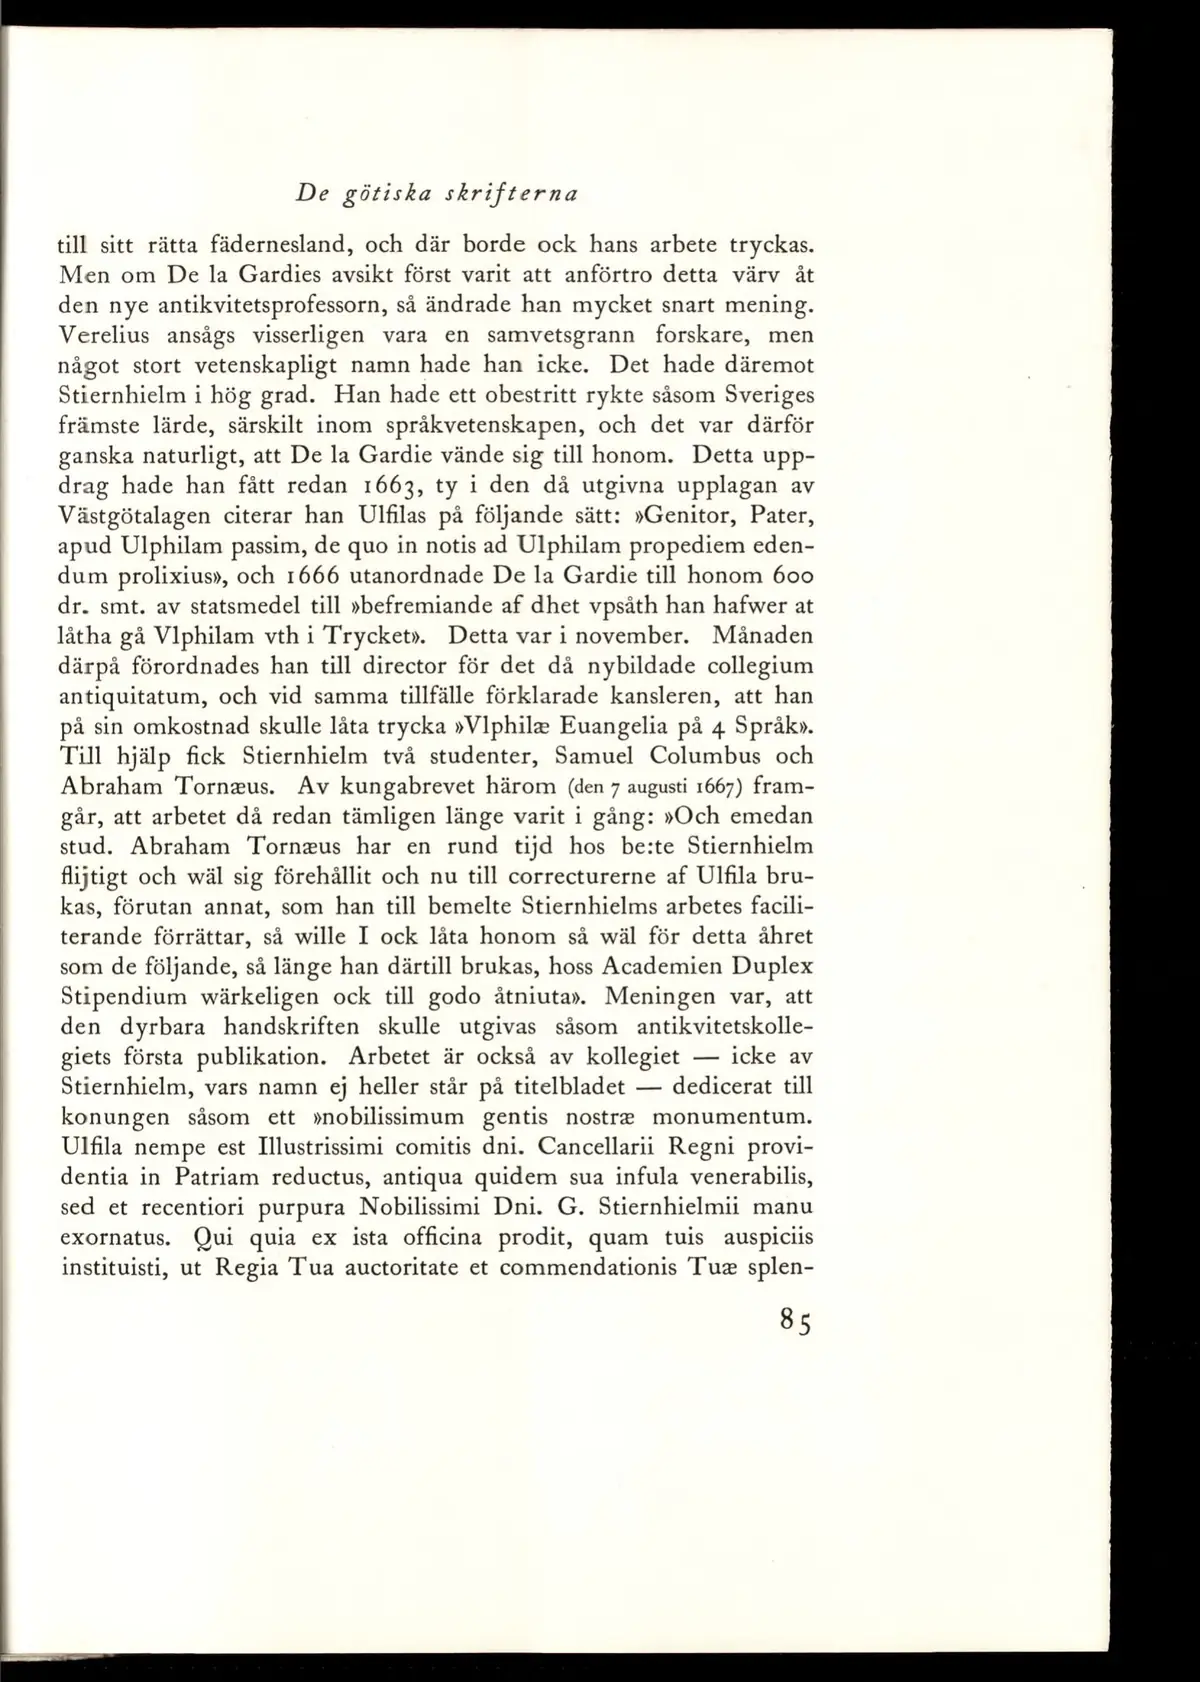 De götiska skrifterna
till sitt rätta fädernesland, och där borde ock hans arbete tryckas.
Men om De la Gardies avsikt först varit att anförtro detta värv åt
den nye antikvitetsprofessorn, så ändrade han mycket snart mening.
Verelius ansågs visserligen vara en samvetsgrann forskare, men
något stort vetenskapligt namn hade han icke. Det hade däremot
Stiernhielm i hög grad. Han hade ett obestritt rykte såsom Sveriges
främste lärde, särskilt inom språkvetenskapen, och det var därför
ganska naturligt, att De la Gardie vände sig till honom. Detta upp-
drag hade han fått redan 1663, ty i den då utgivna upplagan av
Västgötalagen citerar han Ulfilas på följande sätt: »Genitor, Pater,
apud Ulphilam passim, de quo in notis ad Ulphilam propediem eden-
dum prolixius», och 1666 utanordnade De la Gardie till honom 600
dr. smt. av statsmedel till »befremiande af dhet vpsåth han hafwer at
låtha gå Vlphilam vth i Trycket». Detta var i november. Månaden
därpå förordnades han till director för det då nybildade collegium
antiquitatum, och vid samma tillfälle förklarade kansleren, att han
på sin omkostnad skulle låta trycka »Vlphilæ Euangelia på 4 Språk».
Till hjälp fick Stiernhielm två studenter, Samuel Columbus och
Abraham Tornæus. Av kungabrevet härom (den 7 augusti 1667) fram-
går, att arbetet då redan tämligen länge varit i gång: »Och emedan
stud. Abraham Tornæus har en rund tijd hos be:te Stiernhielm
flijtigt och wäl sig förehållit och nu till correcturerne af Ulfila bru-
kas, förutan annat, som han till bemelte Stiernhielms arbetes facili-
terande förrättar, så wille I ock låta honom så wäl för detta åhret
som de följande, så länge han därtill brukas, hoss Academien Duplex
Stipendium wärkeligen ock till godo åtniuta». Meningen var, att
den dyrbara handskriften skulle utgivas såsom antikvitetskolle-
giets första publikation. Arbetet är också av kollegiet — icke av
Stiernhielm, vars namn ej heller står på titelbladet — dedicerat till
konungen såsom ett »nobilissimum gentis nostræ monumentum.
Ulfila nempe est Illustrissimi comitis dni. Cancellarii Regni provi-
dentia in Patriam reductus, antiqua quidem sua infula venerabilis,
sed et recentiori purpura Nobilissimi Dni. G. Stiernhielmii manu
exornatus. Qui quia ex ista officina prodit, quam tuis auspiciis
instituisti, ut Regia Tua auctoritate et commendationis Tuæ splen-
85